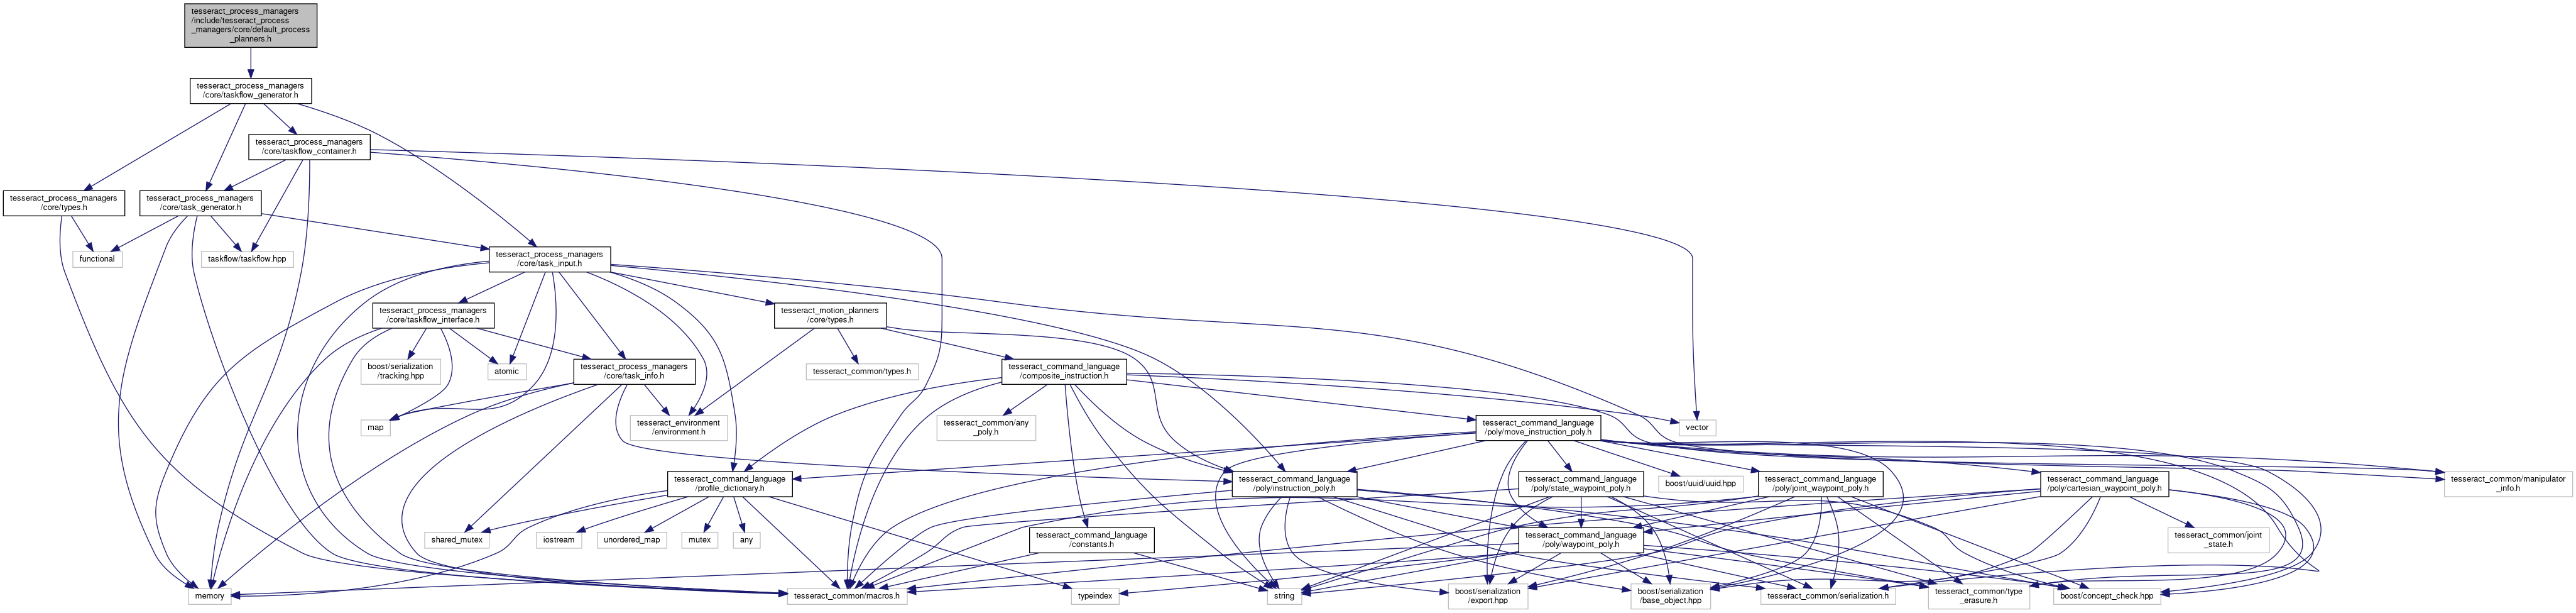 tesseract_process_managers
/include/tesseract_process
_managers/core/default_process
_planners.h
tesseract_process_managers
/core/taskflow_generator.h
tesseract_process_managers
/core/taskflow_container.h
tesseract_process_managers
/core/types.h
tesseract_process_managers
/core/task_generator.h
functional
taskflow/taskflow.hpp
tesseract_process_managers
/core/task_input.h
tesseract_process_managers
/core/taskflow_interface.h
tesseract_motion_planners
/core/types.h
boost/serialization
/tracking.hpp
atomic
tesseract_process_managers
/core/task_info.h
tesseract_common/types.h
tesseract_command_language
/composite_instruction.h
map
tesseract_environment
/environment.h
tesseract_common/any
_poly.h
tesseract_command_language
/poly/move_instruction_poly.h
vector
tesseract_command_language
/profile_dictionary.h
tesseract_command_language
/poly/instruction_poly.h
tesseract_command_language
/poly/state_waypoint_poly.h
boost/uuid/uuid.hpp
tesseract_command_language
/poly/joint_waypoint_poly.h
tesseract_command_language
/poly/cartesian_waypoint_poly.h
tesseract_common/manipulator
_info.h
shared_mutex
iostream
unordered_map
mutex
any
tesseract_command_language
/constants.h
tesseract_command_language
/poly/waypoint_poly.h
tesseract_common/joint
_state.h
memory
tesseract_common/macros.h
typeindex
string
boost/serialization
/export.hpp
boost/serialization
/base_object.hpp
tesseract_common/serialization.h
tesseract_common/type
_erasure.h
boost/concept_check.hpp